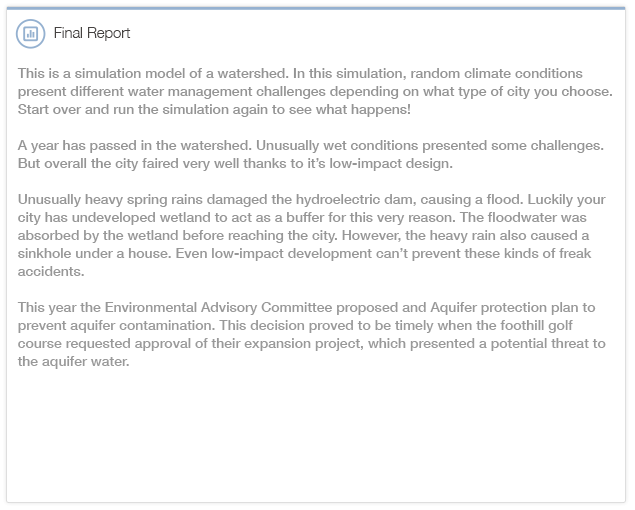 Final Report
This is a simulation model of a watershed. In this simulation, random climate conditions
present different water management challenges depending on what type of city you choose.
Start over and run the simulation again to see what happens!
A year has passed in the watershed. Unusually wet conditions presented some challenges.
But overall the city faired very well thanks to it's low-impact design.
Unusually heavy spring rains damaged the hydroelectric dam, causing a flood. Luckily your
city has undeveloped wetland to act as a buffer for this very reason. The floodwater was
absorbed by the wetland before reaching the city. However, the heavy rain also caused a
sinkhole under a house. Even low-impact development can't prevent these kinds of freak
accidents.
This year the Environmental Advisory Committee proposed and Aquifer protection plan to
prevent aquifer contamination. This decision proved to be timely when the foothill golf
course requested approval of their expansion project, which presented a potential threat to
the aquifer water.